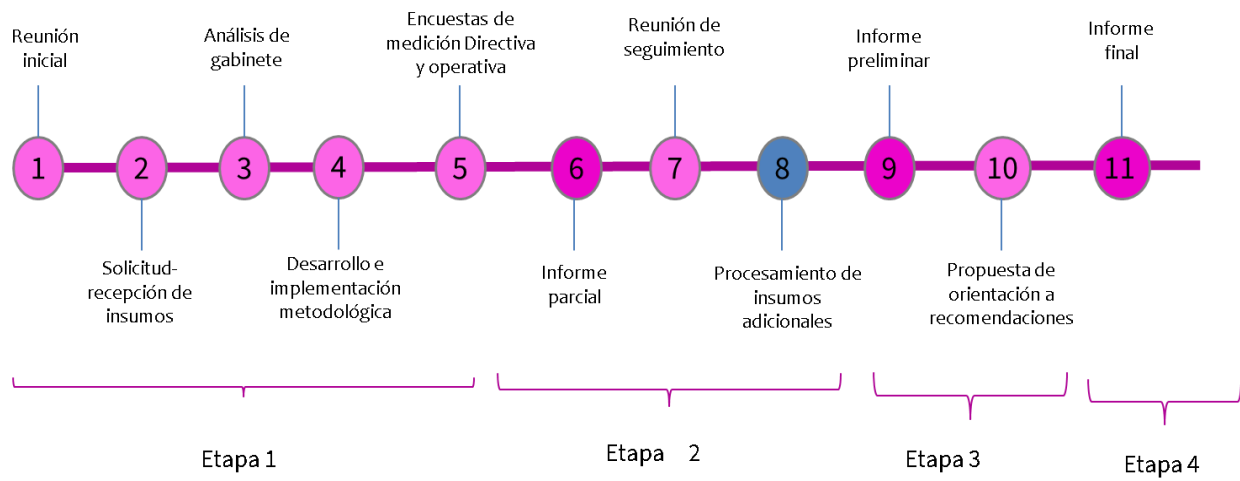 Reunión
inicial
Análisis de
gabinete
Encuestas de
medición Directiva
y operativa
Reunión de
seguimiento
Informe
preliminar
Informe
final
1
2
3
4
5
6
7
8
9
10
11
Solicitud-
recepción de
insumos
Desarrollo e
implementación
metodológica
Informe
parcial
Procesamiento de
insumos
adicionales
Propuesta de
orientación a
recomendaciones
Etapa 1
Etapa 2
Etapa 3
Etapa 4